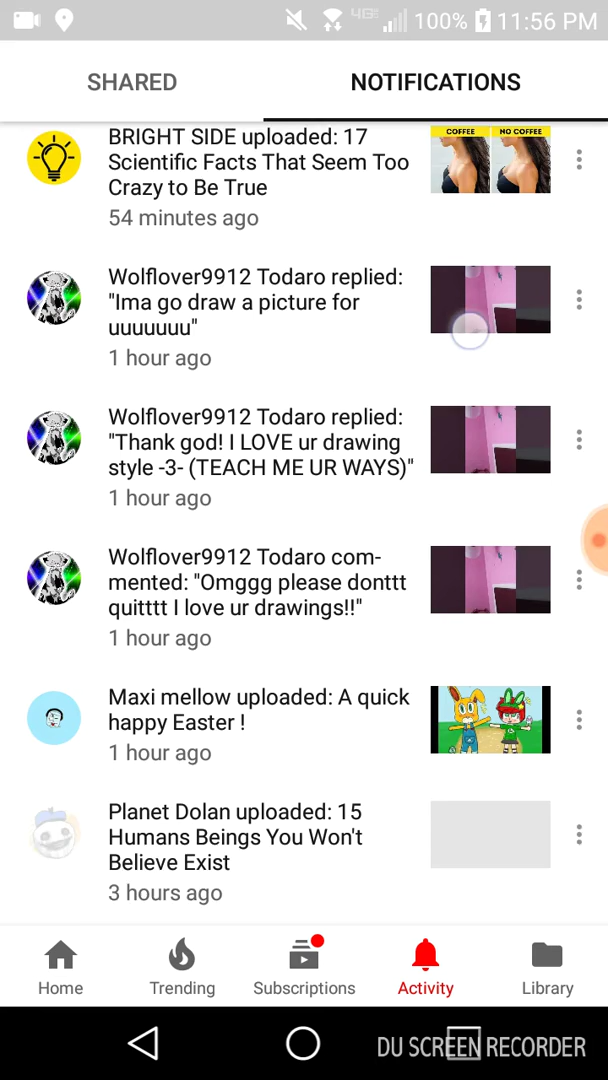 4G 100% 11:56 PM
SHARED NOTIFICATIONS
BRIGHT SIDE uploaded: 17
Scientific Facts That Seem Too
Crazy to Be True
54 minutes ago
COFFEE NO COFFEE
Wolflover9912 Todaro replied:
"Ima go draw a picture for
uuuuuuu"
1 hour ago
Wolflover9912 Todaro replied:
"Thank god! I LOVE ur drawing
style -3- (TEACH ME UR WAYS)"
1 hour ago
Wolflover9912 Todaro com-
mented: "Omggg please donttt
quitttt I love ur drawings!!"
1 hour ago
Maxi mellow uploaded: A quick
happy Easter !
1 hour ago
Planet Dolan uploaded: 15
Humans Beings You Won't
Believe Exist
3 hours ago
Home Trending Subscriptions Activity Library
DU SCREEN RECORDER